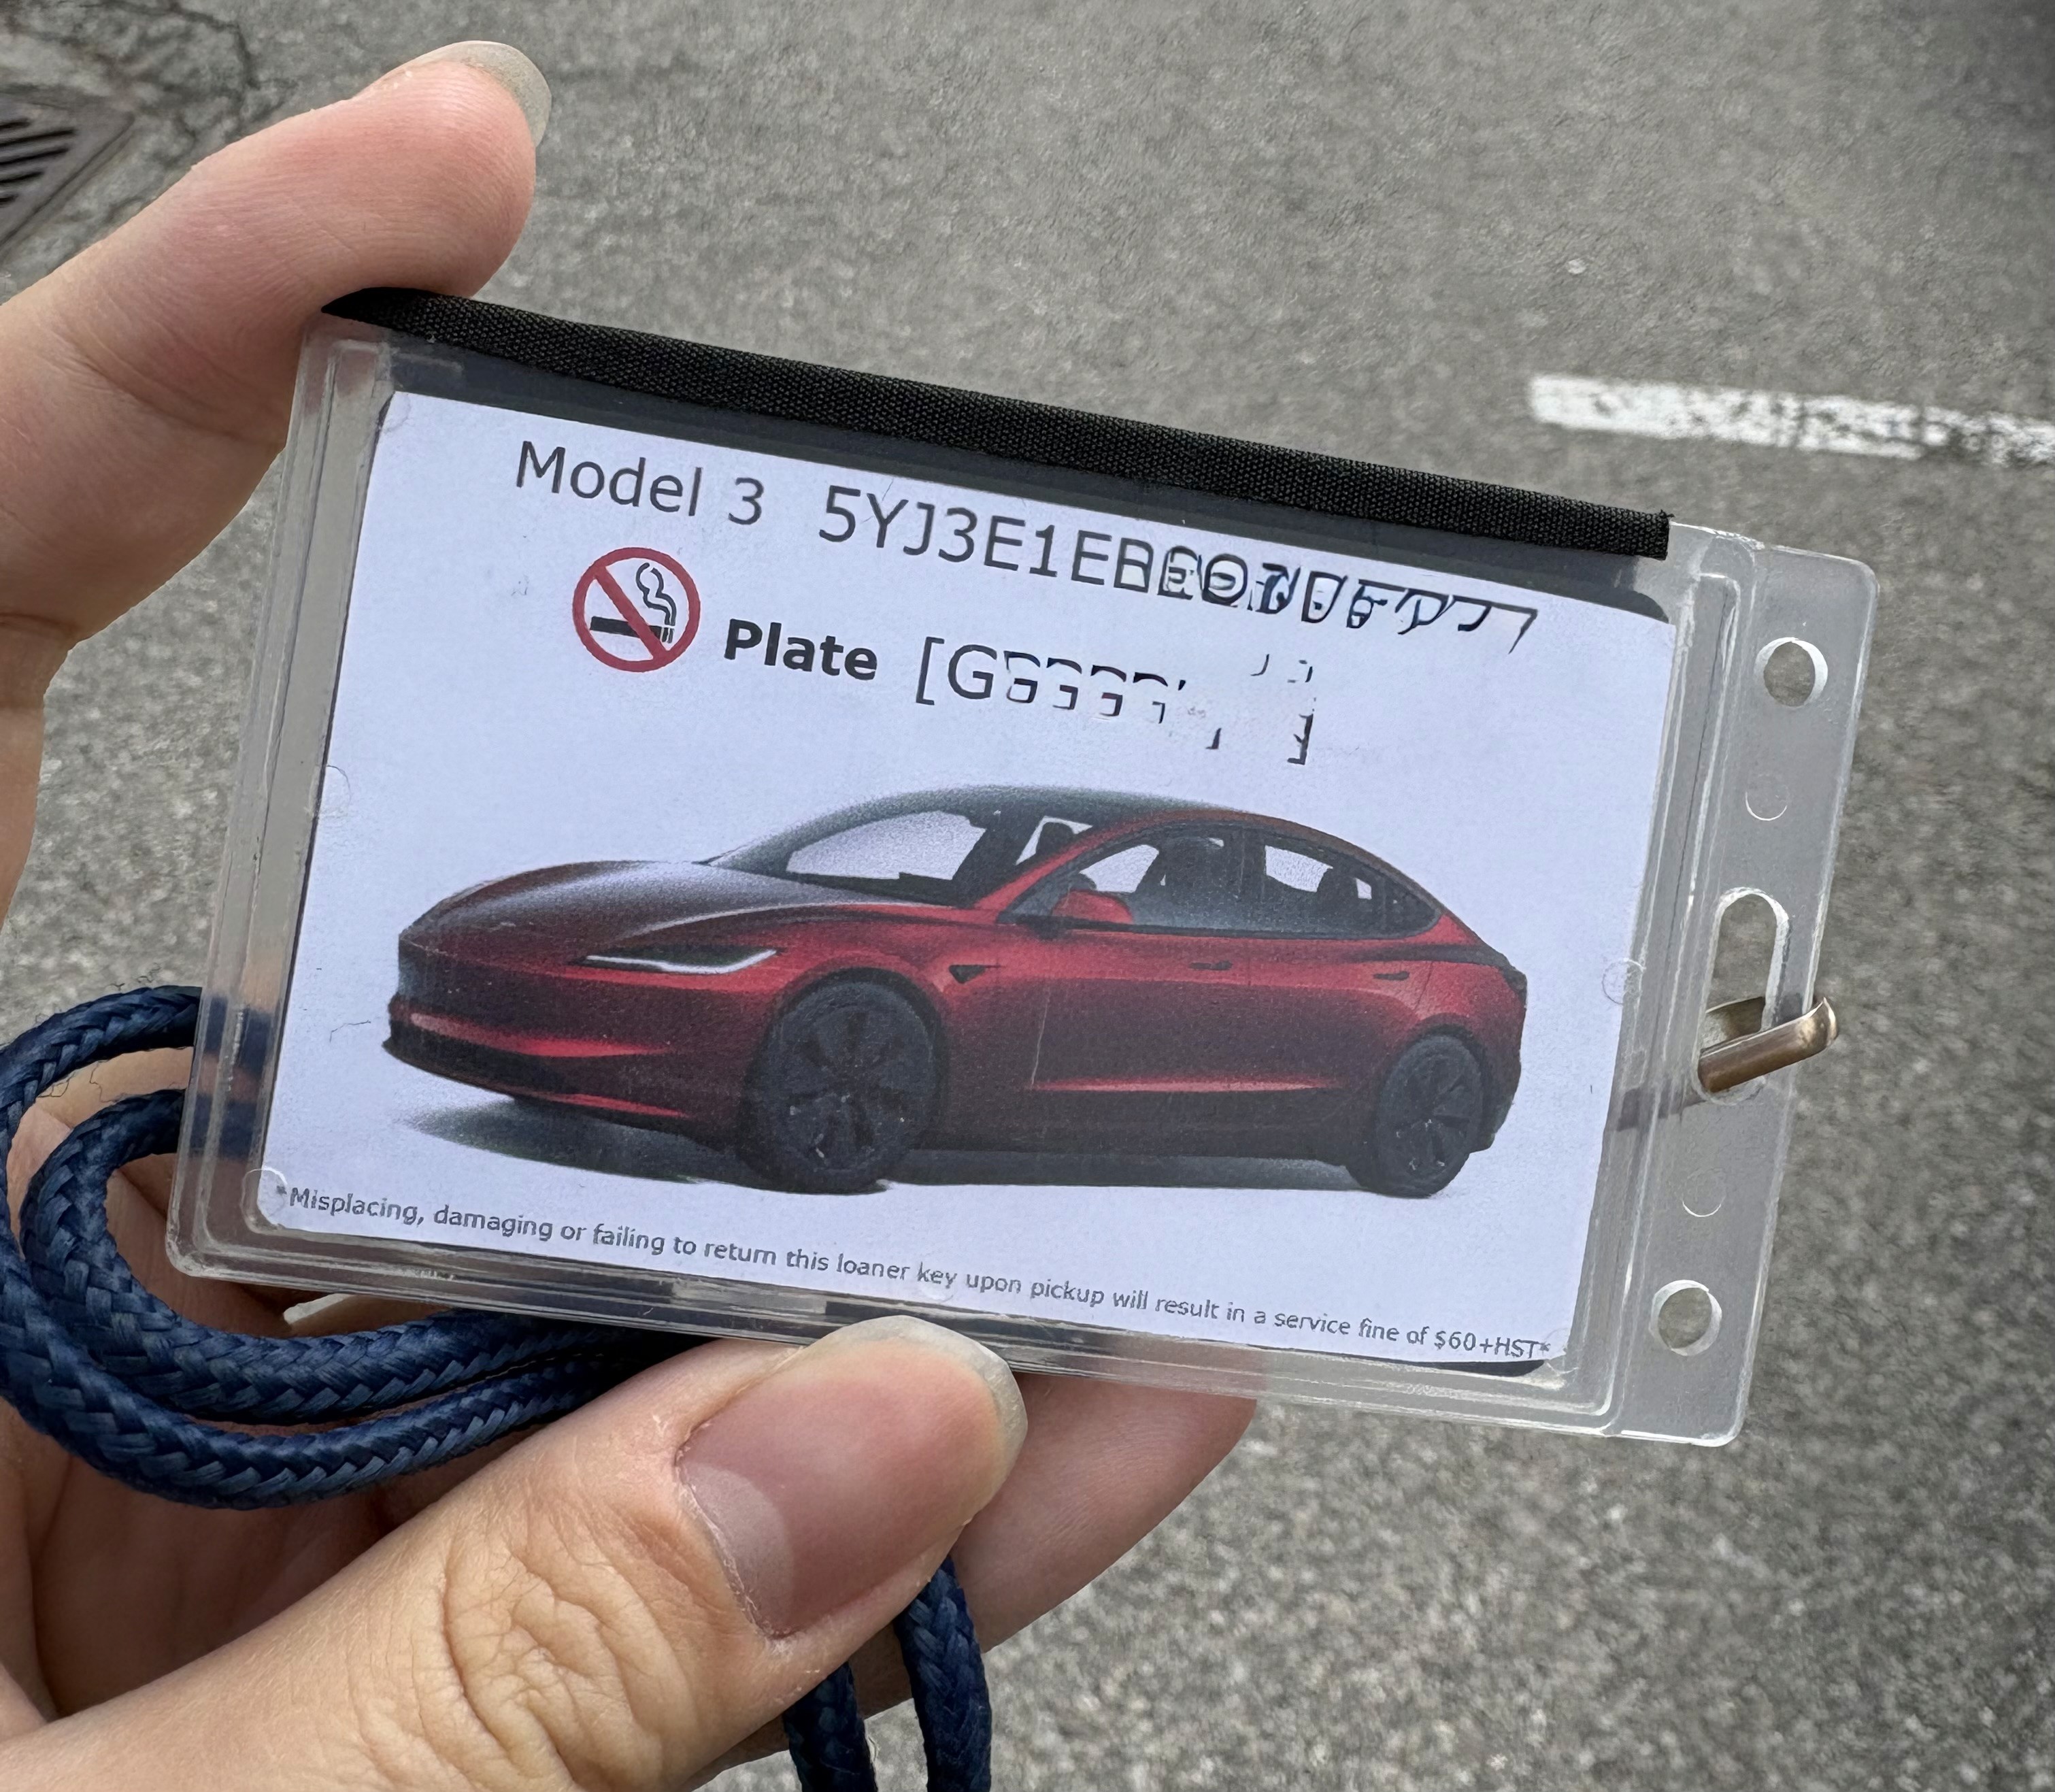 Model 3 5YJ3E1EB
Plate [G
*Misplacing, damaging or failing to return this loaner key upon pickup will result in a service fine of $60+HST*